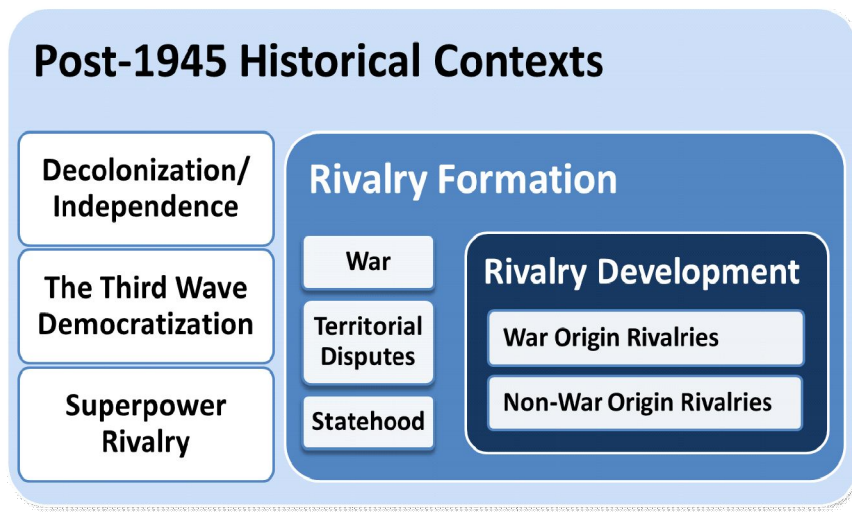 Post-1945 Historical Contexts
Decolonization/
Independence
The Third Wave
Democratization
Superpower
Rivalry
Rivalry Formation
War
Territorial
Disputes
Statehood
Rivalry Development
War Origin Rivalries
Non-War Origin Rivalries